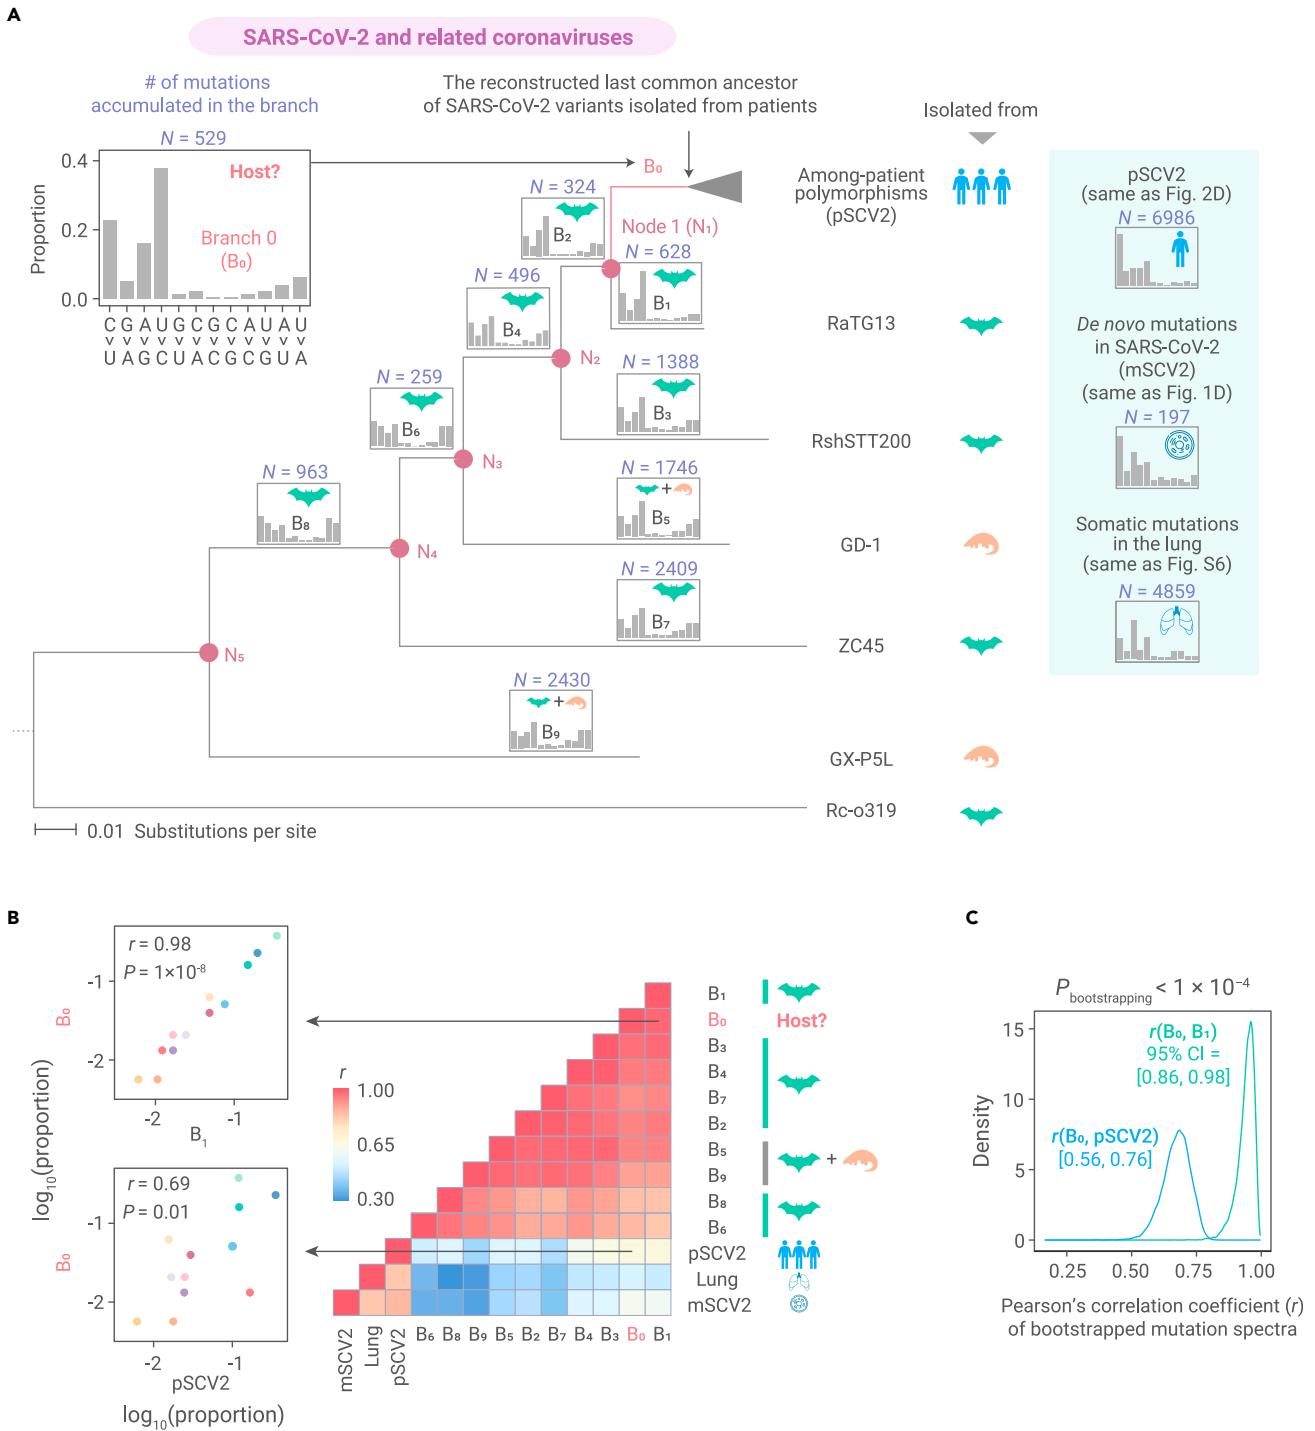 A
SARS-CoV-2 and related coronaviruses
# of mutations
accumulated in the branch
N = 529
The reconstructed last common ancestor
of SARS-CoV-2 variants isolated from patients
Isolated from
Proportion
0.4
0.2
0.0
Host?
Branch 0
(B₀)
C G A U G C G C A U A U
> > > > > > > > > > > >
U A G C U A C G C G U A
B₀
N = 324
B₂
Node 1 (N₁)
N = 628
B₁
N = 496
B₄
N₂
N = 1388
B₃
N = 259
B₆
N₃
N = 1746
+
B₅
N = 963
B₈
N₄
N = 2409
B₇
N₅
N = 2430
+
B₉
Among-patient
polymorphisms
(pSCV2)
RaTG13
RshSTT200
GD-1
ZC45
GX-P5L
Rc-o319
0.01 Substitutions per site
pSCV2
(same as Fig. 2D)
N = 6986
De novo mutations
in SARS-CoV-2
(mSCV2)
(same as Fig. 1D)
N = 197
Somatic mutations
in the lung
(same as Fig. S6)
N = 4859
B
r = 0.98
P = 1×10⁻⁸
-1
-2
B₀
-2 -1
B₁
log₁₀(proportion)
r = 0.69
P = 0.01
-1
-2
B₀
-2 -1
pSCV2
log₁₀(proportion)
r
1.00
0.65
0.30
B₁
B₀ Host?
B₃
B₄
B₇
B₂
B₅
+
B₉
B₈
B₆
pSCV2
Lung
mSCV2
mSCV2 Lung pSCV2 B₆ B₈ B₉ B₅ B₂ B₇ B₄ B₃ B₀ B₁
C
P bootstrapping < 1 × 10⁻⁴
Density
15
10
5
0
r(B₀, B₁)
95% CI =
[0.86, 0.98]
r(B₀, pSCV2)
[0.56, 0.76]
0.25 0.50 0.75 1.00
Pearson's correlation coefficient (r)
of bootstrapped mutation spectra